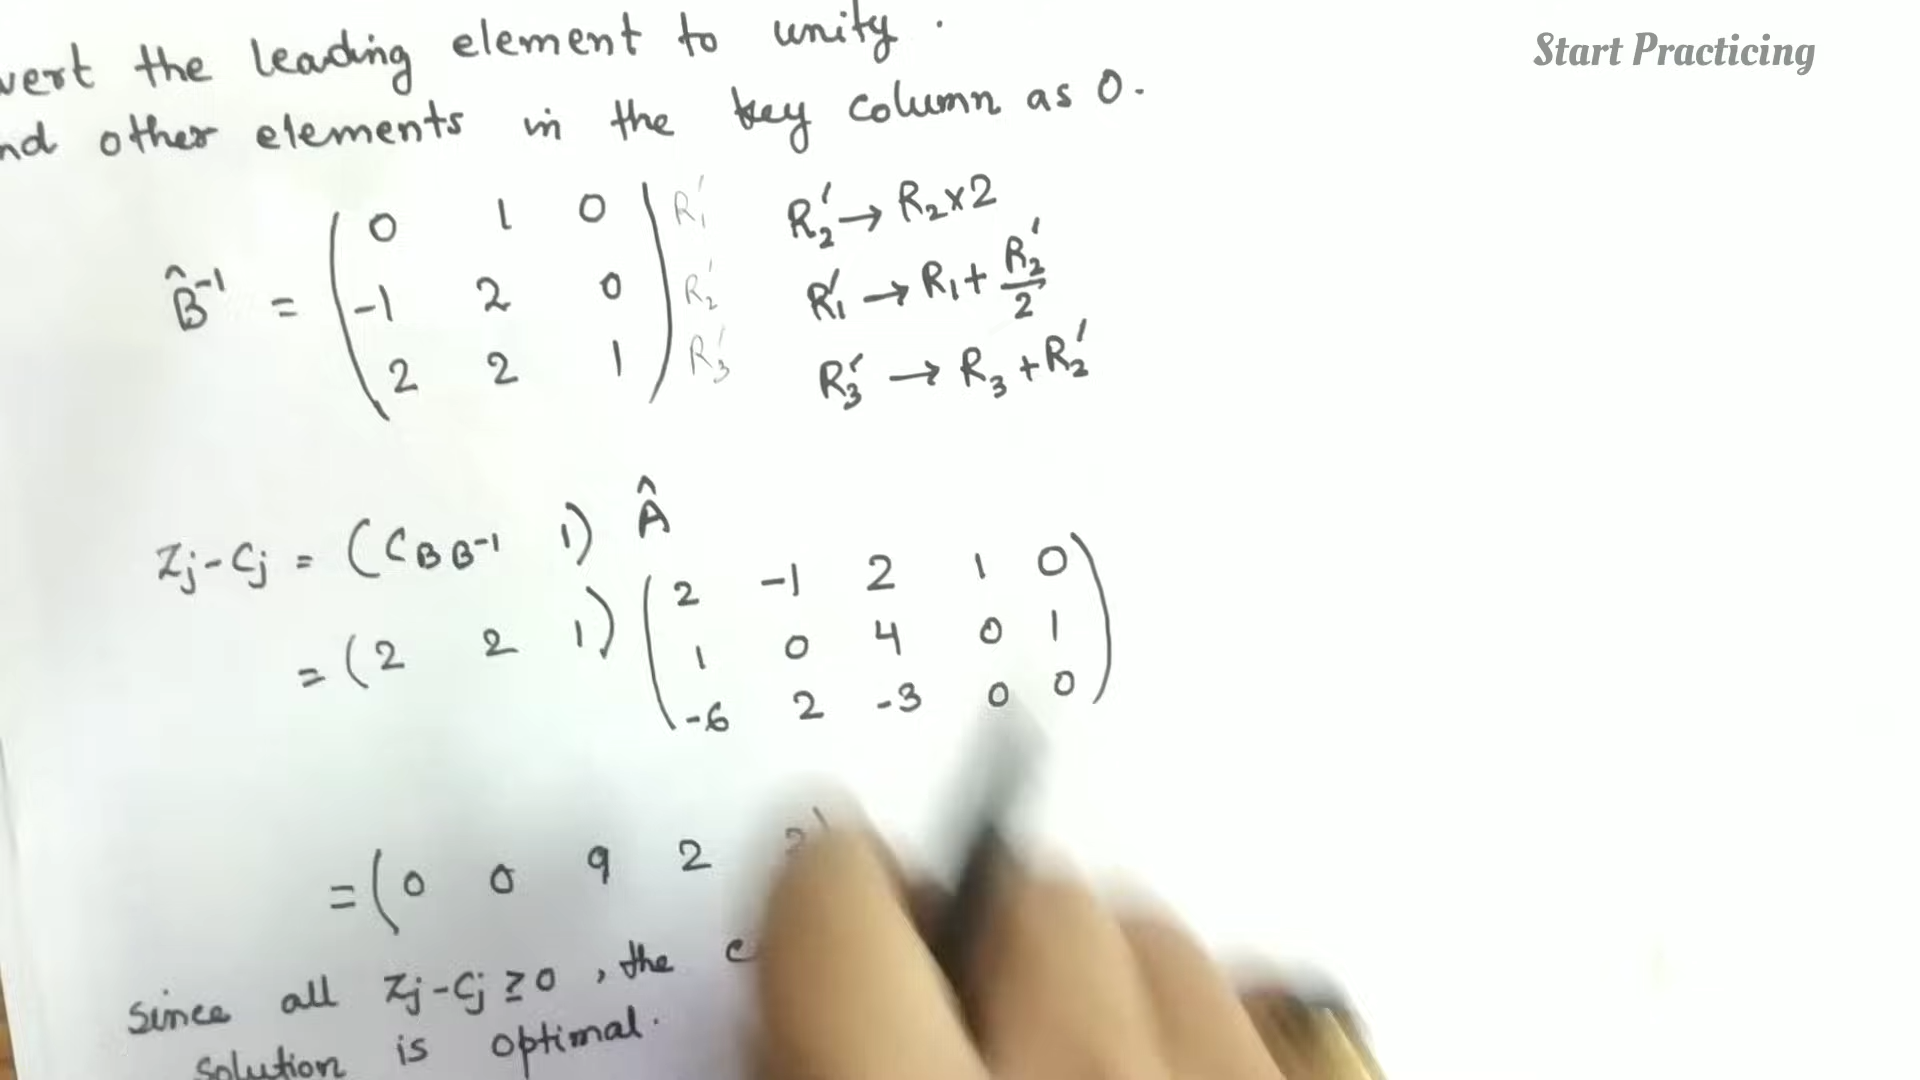 Start Practicing
vert the leading element to unity.
nd other elements in the key column as 0.
B̂⁻¹ = ( 0 1 0 ) R₁' R₂' → R₂×2
( -1 2 0 ) R₂' R₁' → R₁ + R₂'/2
( 2 2 1 ) R₃' R₃' → R₃ + R₂'
Zj - Cj = (C_B B⁻¹ 1) Â
= (2 2 1) ( 2 -1 2 1 0 )
( 1 0 4 0 1 )
( -6 2 -3 0 0 )
= ( 0 0 9 2 2 )
Since all Zj - Cj ≥ 0, the
solution is optimal.